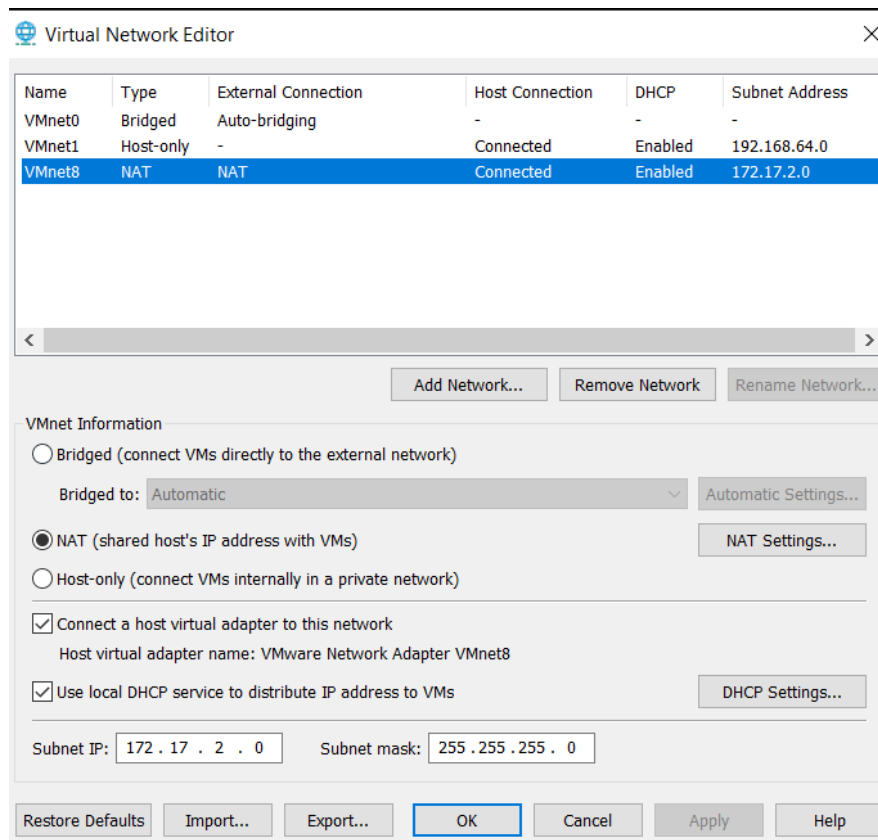 Virtual Network Editor
Name Type External Connection Host Connection DHCP Subnet Address
VMnet0 Bridged Auto-bridging - - -
VMnet1 Host-only - Connected Enabled 192.168.64.0
VMnet8 NAT NAT Connected Enabled 172.17.2.0
Add Network... Remove Network Rename Network...
VMnet Information
Bridged (connect VMs directly to the external network)
Bridged to: Automatic Automatic Settings...
NAT (shared host's IP address with VMs) NAT Settings...
Host-only (connect VMs internally in a private network)
Connect a host virtual adapter to this network
Host virtual adapter name: VMware Network Adapter VMnet8
Use local DHCP service to distribute IP address to VMs DHCP Settings...
Subnet IP: 172 . 17 . 2 . 0 Subnet mask: 255 . 255 . 255 . 0
Restore Defaults Import... Export... OK Cancel Apply Help